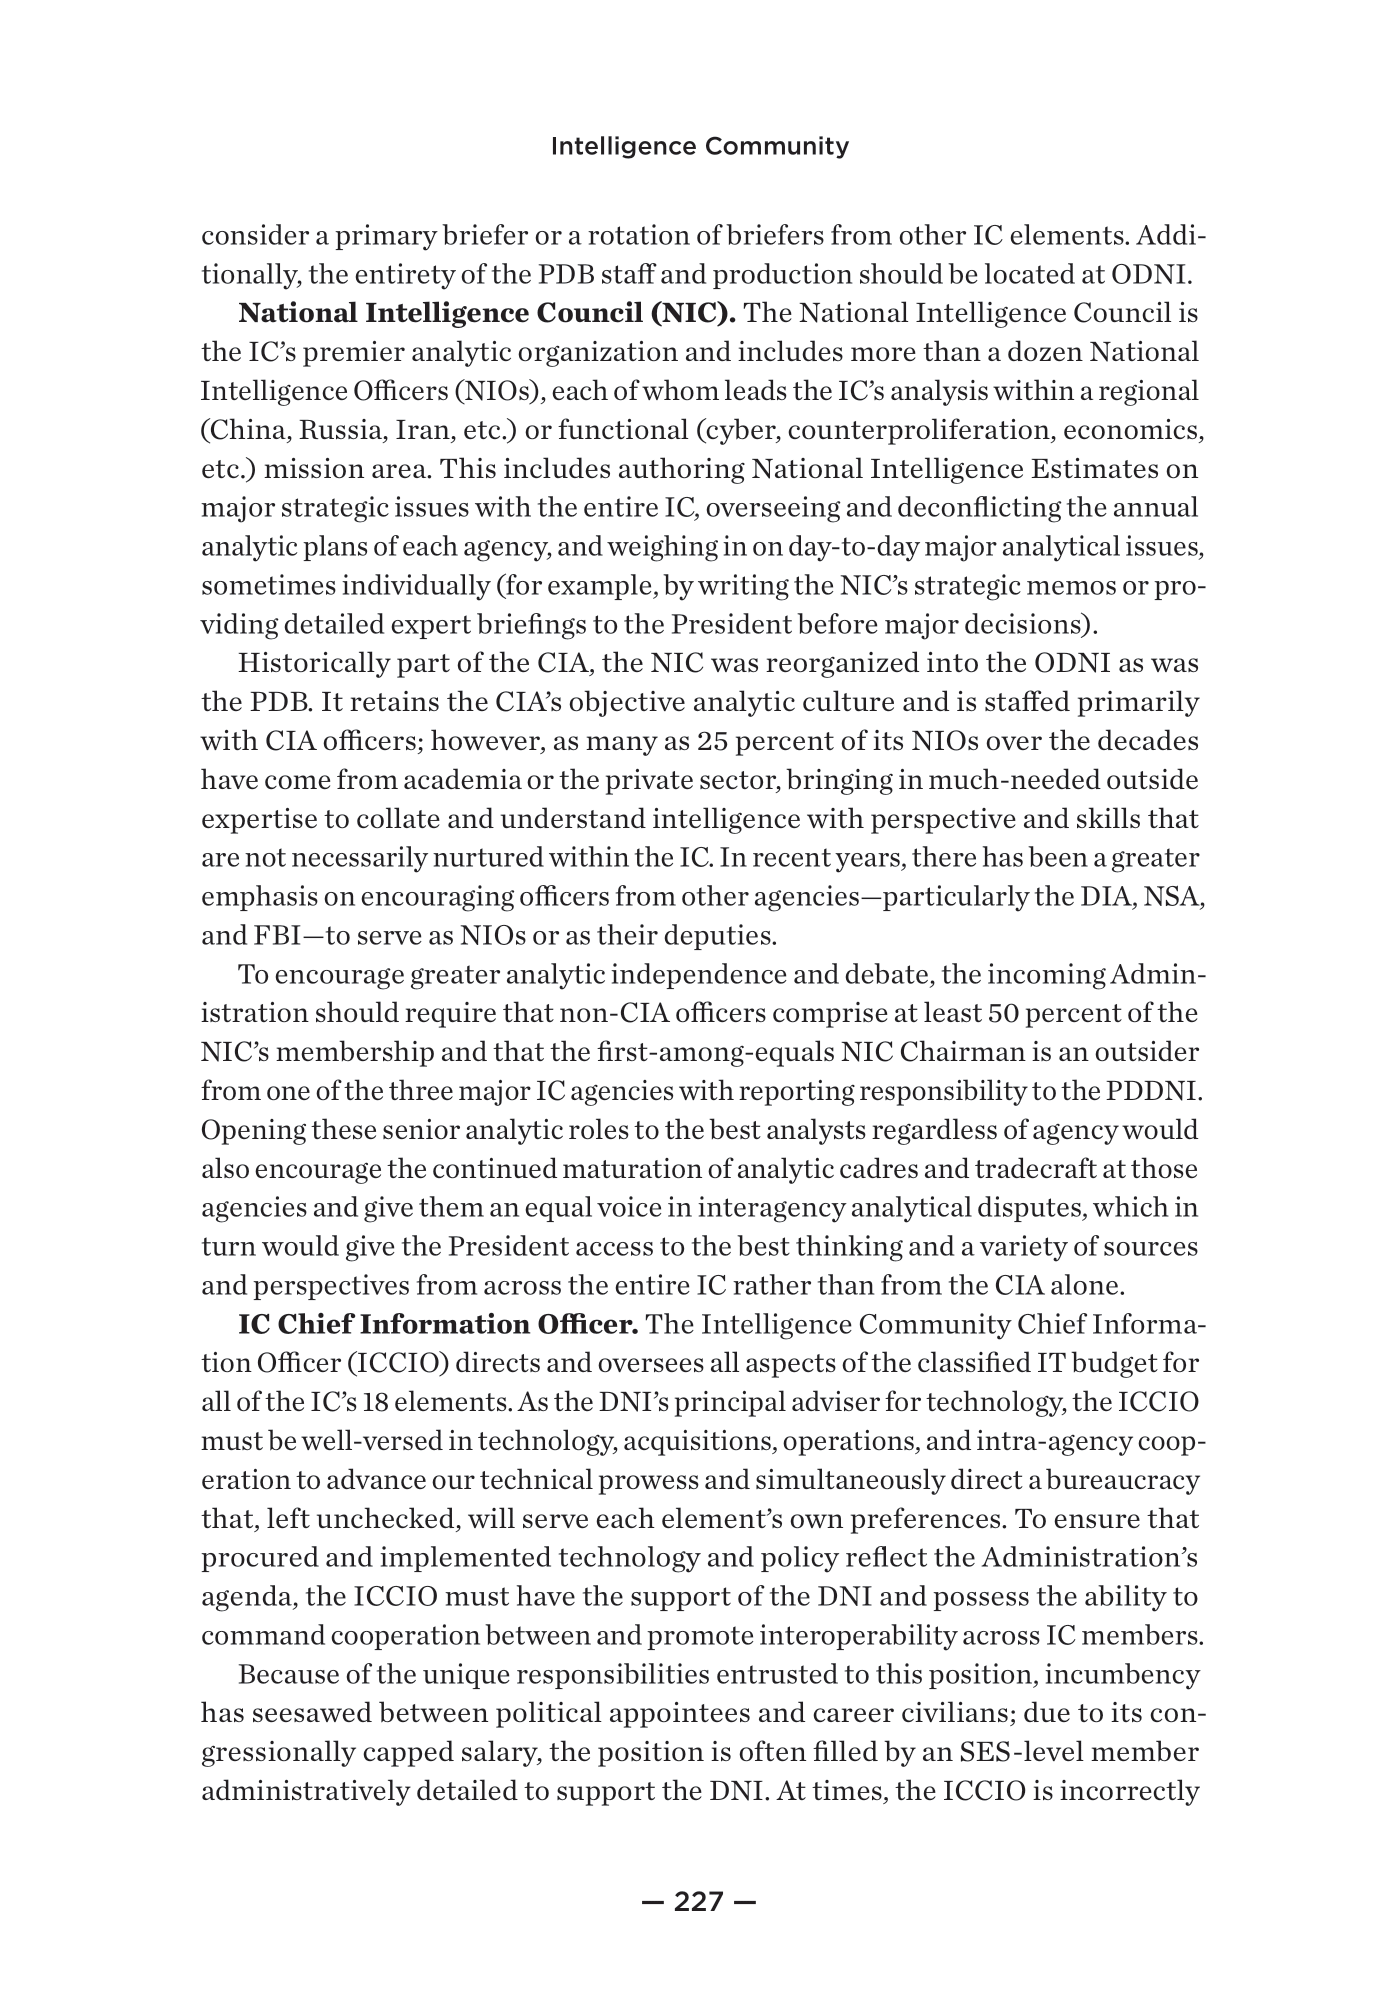 Intelligence Community
consider a primary briefer or a rotation of briefers from other IC elements. Addi-
tionally, the entirety of the PDB staff and production should be located at ODNI.
National Intelligence Council (NIC). The National Intelligence Council is
the IC’s premier analytic organization and includes more than a dozen National
Intelligence Officers (NIOs), each of whom leads the IC’s analysis within a regional
(China, Russia, Iran, etc.) or functional (cyber, counterproliferation, economics,
etc.) mission area. This includes authoring National Intelligence Estimates on
major strategic issues with the entire IC, overseeing and deconflicting the annual
analytic plans of each agency, and weighing in on day-to-day major analytical issues,
sometimes individually (for example, by writing the NIC’s strategic memos or pro-
viding detailed expert briefings to the President before major decisions).
Historically part of the CIA, the NIC was reorganized into the ODNI as was
the PDB. It retains the CIA’s objective analytic culture and is staffed primarily
with CIA officers; however, as many as 25 percent of its NIOs over the decades
have come from academia or the private sector, bringing in much-needed outside
expertise to collate and understand intelligence with perspective and skills that
are not necessarily nurtured within the IC. In recent years, there has been a greater
emphasis on encouraging officers from other agencies—particularly the DIA, NSA,
and FBI—to serve as NIOs or as their deputies.
To encourage greater analytic independence and debate, the incoming Admin-
istration should require that non-CIA officers comprise at least 50 percent of the
NIC’s membership and that the first-among-equals NIC Chairman is an outsider
from one of the three major IC agencies with reporting responsibility to the PDDNI.
Opening these senior analytic roles to the best analysts regardless of agency would
also encourage the continued maturation of analytic cadres and tradecraft at those
agencies and give them an equal voice in interagency analytical disputes, which in
turn would give the President access to the best thinking and a variety of sources
and perspectives from across the entire IC rather than from the CIA alone.
IC Chief Information Officer. The Intelligence Community Chief Informa-
tion Officer (ICCIO) directs and oversees all aspects of the classified IT budget for
all of the IC’s 18 elements. As the DNI’s principal adviser for technology, the ICCIO
must be well-versed in technology, acquisitions, operations, and intra-agency coop-
eration to advance our technical prowess and simultaneously direct a bureaucracy
that, left unchecked, will serve each element’s own preferences. To ensure that
procured and implemented technology and policy reflect the Administration’s
agenda, the ICCIO must have the support of the DNI and possess the ability to
command cooperation between and promote interoperability across IC members.
Because of the unique responsibilities entrusted to this position, incumbency
has seesawed between political appointees and career civilians; due to its con-
gressionally capped salary, the position is often filled by an SES-level member
administratively detailed to support the DNI. At times, the ICCIO is incorrectly
— 227 —